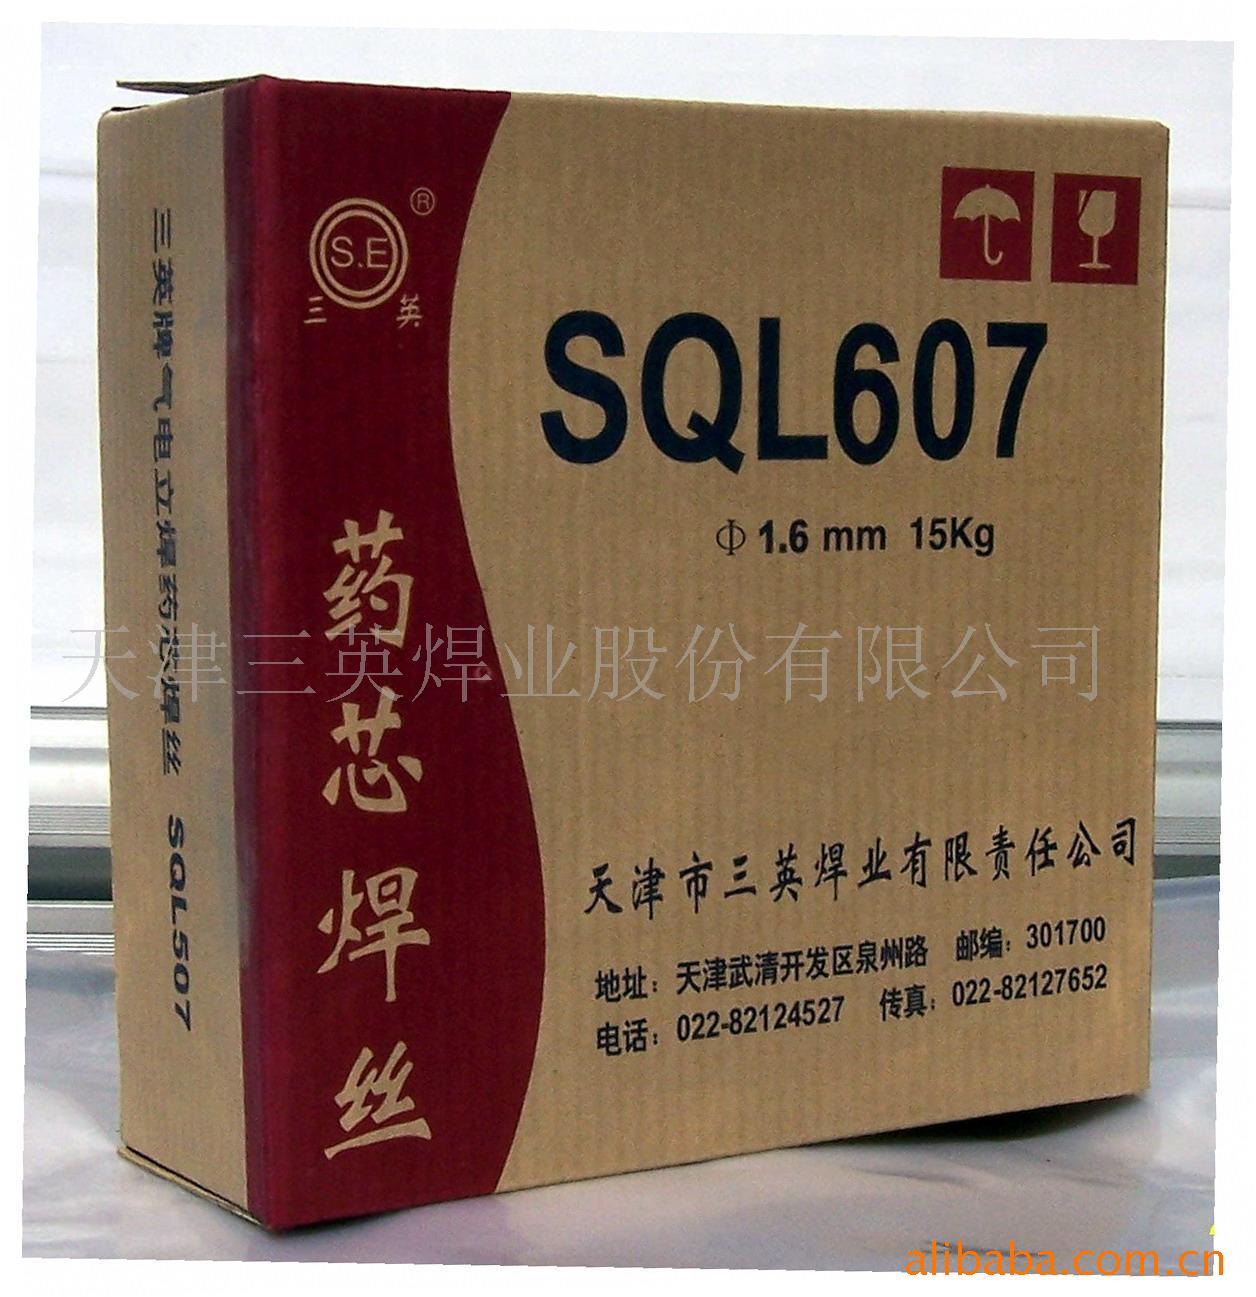 S.E
®
三 英
SQL607
Φ 1.6 mm 15Kg
药芯焊丝
三英牌气电立焊药芯焊丝 SQL507
天津三英焊业股份有限公司
天津市三英焊业有限责任公司
地址：天津武清开发区泉州路 邮编：301700
电话：022-82124527 传真：022-82127652
alibaba.com.cn